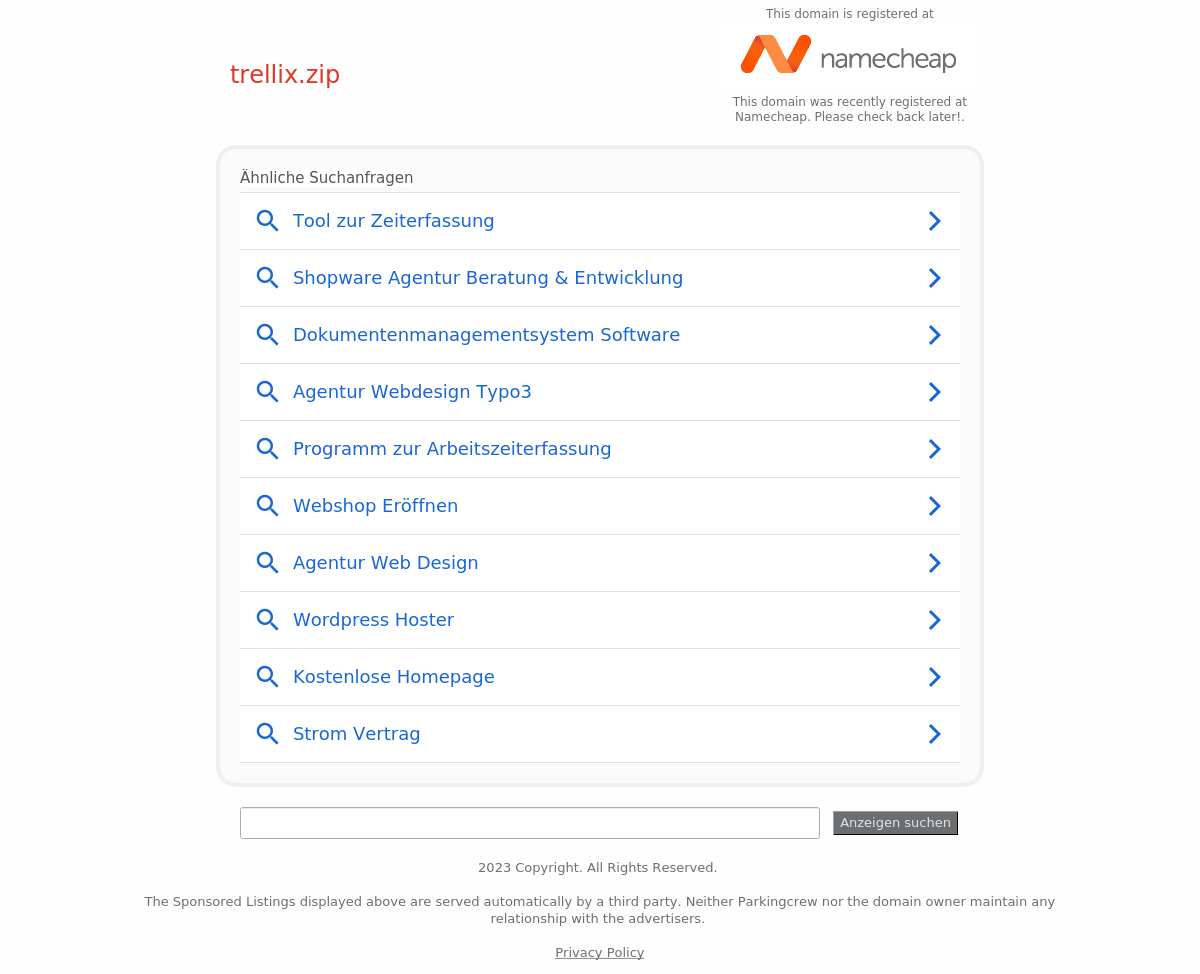 This domain is registered at
namecheap
trellix.zip
This domain was recently registered at
Namecheap. Please check back later!.
Ähnliche Suchanfragen
Tool zur Zeiterfassung
Shopware Agentur Beratung & Entwicklung
Dokumentenmanagementsystem Software
Agentur Webdesign Typo3
Programm zur Arbeitszeiterfassung
Webshop Eröffnen
Agentur Web Design
Wordpress Hoster
Kostenlose Homepage
Strom Vertrag
Anzeigen suchen
2023 Copyright. All Rights Reserved.
The Sponsored Listings displayed above are served automatically by a third party. Neither Parkingcrew nor the domain owner maintain any
relationship with the advertisers.
Privacy Policy